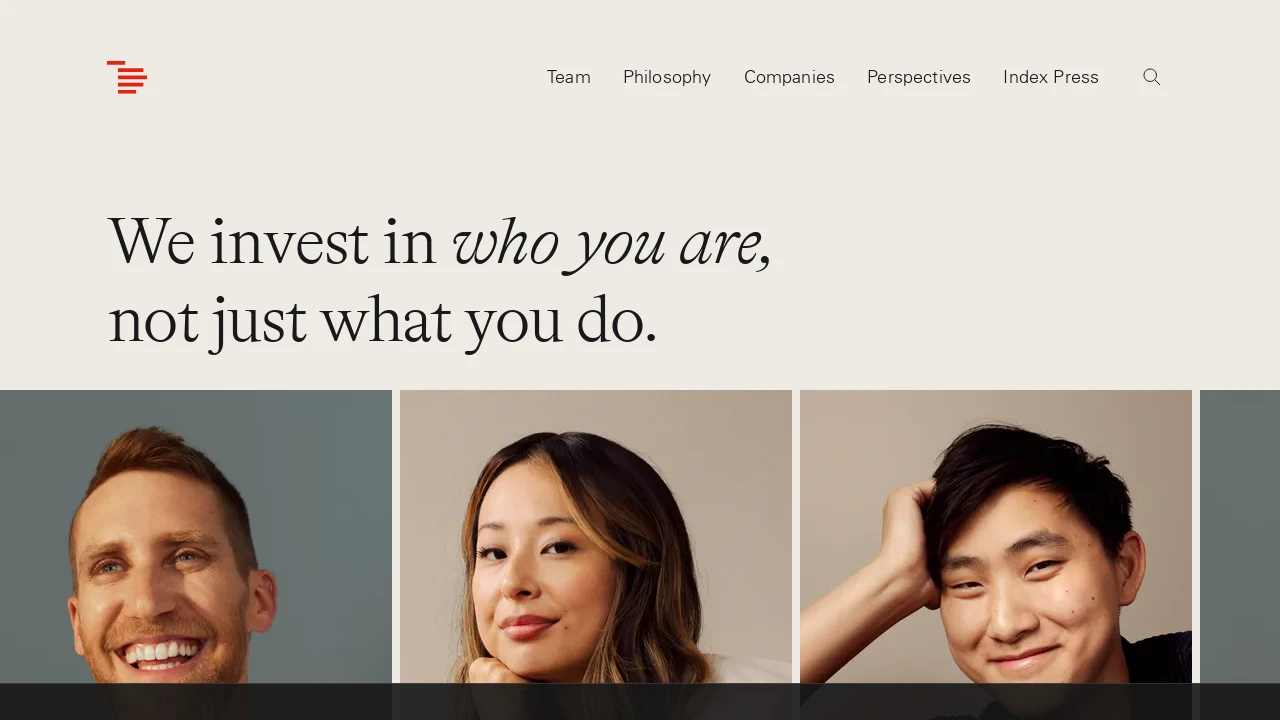 Team Philosophy Companies Perspectives Index Press
We invest in who you are,
not just what you do.